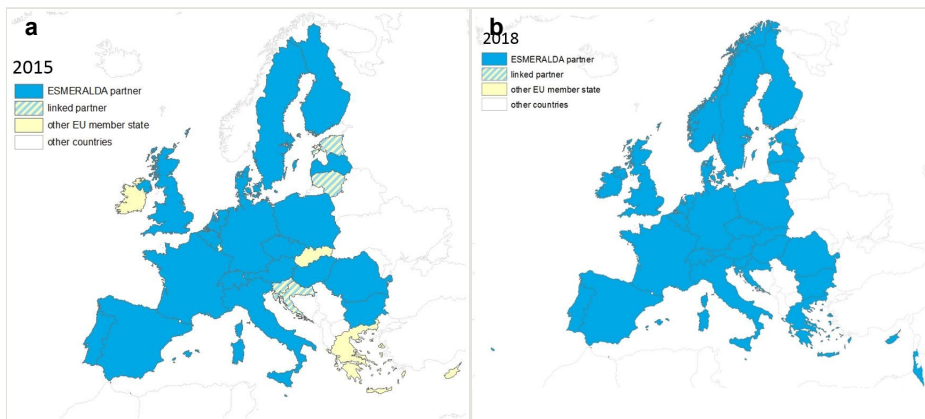 a
2015
ESMERALDA partner
linked partner
other EU member state
other countries
b
2018
ESMERALDA partner
linked partner
other EU member state
other countries